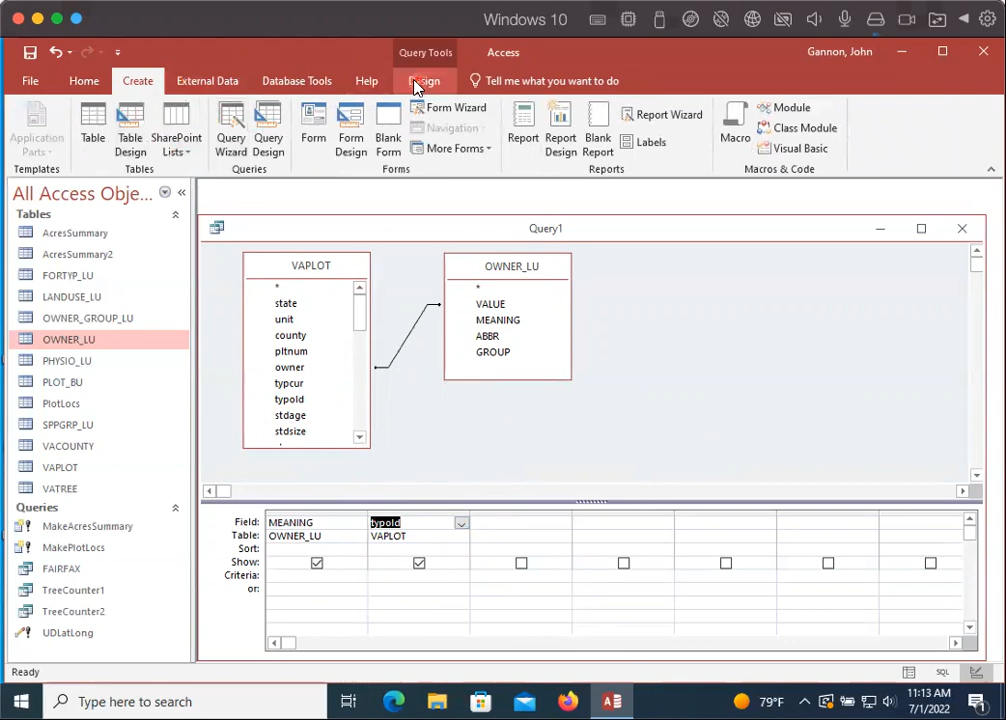 Windows 10
Query Tools
Access
Gannon, John
File
Home
Create
External Data
Database Tools
Help
Design
Tell me what you want to do
Application Parts
Table
Table Design
SharePoint Lists
Query Wizard
Query Design
Form
Form Design
Blank Form
Form Wizard
Navigation
More Forms
Report
Report Design
Blank Report
Report Wizard
Labels
Macro
Module
Class Module
Visual Basic
Templates
Tables
Queries
Forms
Reports
Macros & Code
All Access Obje...
Tables
AcresSummary
AcresSummary2
FORTYP_LU
LANDUSE_LU
OWNER_GROUP_LU
OWNER_LU
PHYSIO_LU
PLOT_BU
PlotLocs
SPPGRP_LU
VACOUNTY
VAPLOT
VATREE
Queries
MakeAcresSummary
MakePlotLocs
FAIRFAX
TreeCounter1
TreeCounter2
UDLatLong
Query1
VAPLOT
*
state
unit
county
pltnum
owner
typcur
typold
stdage
stdsize
OWNER_LU
*
VALUE
MEANING
ABBR
GROUP
Field: MEANING typold
Table: OWNER_LU VAPLOT
Sort:
Show:
Criteria:
or:
Ready
SQL
Type here to search
79°F
11:13 AM
7/1/2022
1